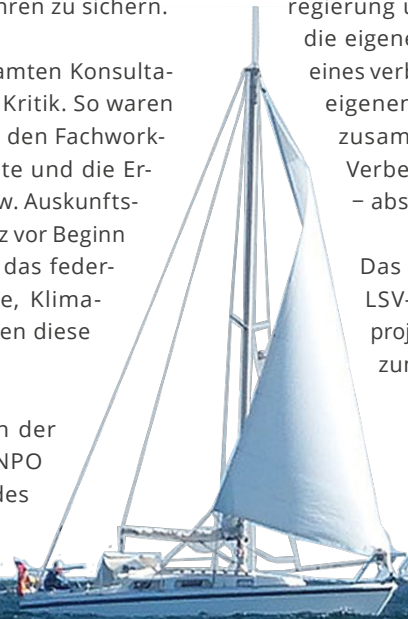 hren zu sichern.
amten Konsulta-
Kritik. So waren
den Fachwork-
te und die Er-
w. Auskunfts-
z vor Beginn
das feder-
e, Klima-
en diese
n der
NPO
des
regierung u
die eigene
eines verb
eigener
zusam
Verbe
– abs
Das
LSV-
proj
zur